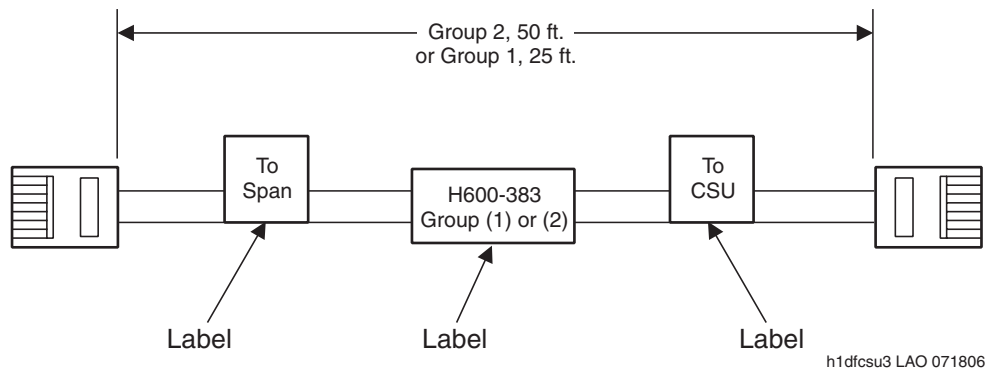 Group 2, 50 ft.
or Group 1, 25 ft.
To
Span
H600-383
Group (1) or (2)
To
CSU
Label
Label
Label
h1dfcsu3 LAO 071806